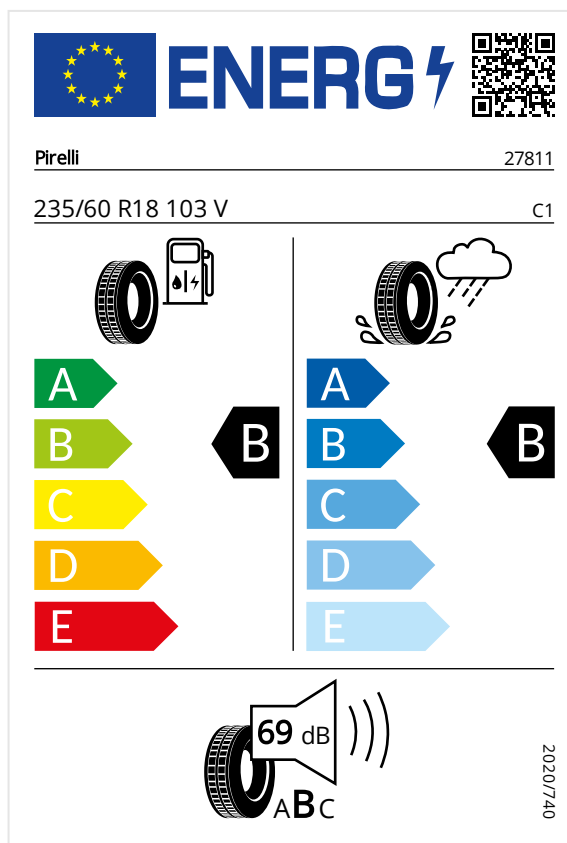 ENERG
Pirelli
27811
235/60 R18 103 V
C1
A
B
C
D
E
B
A
B
C
D
E
B
69 dB
ABC
2020/740